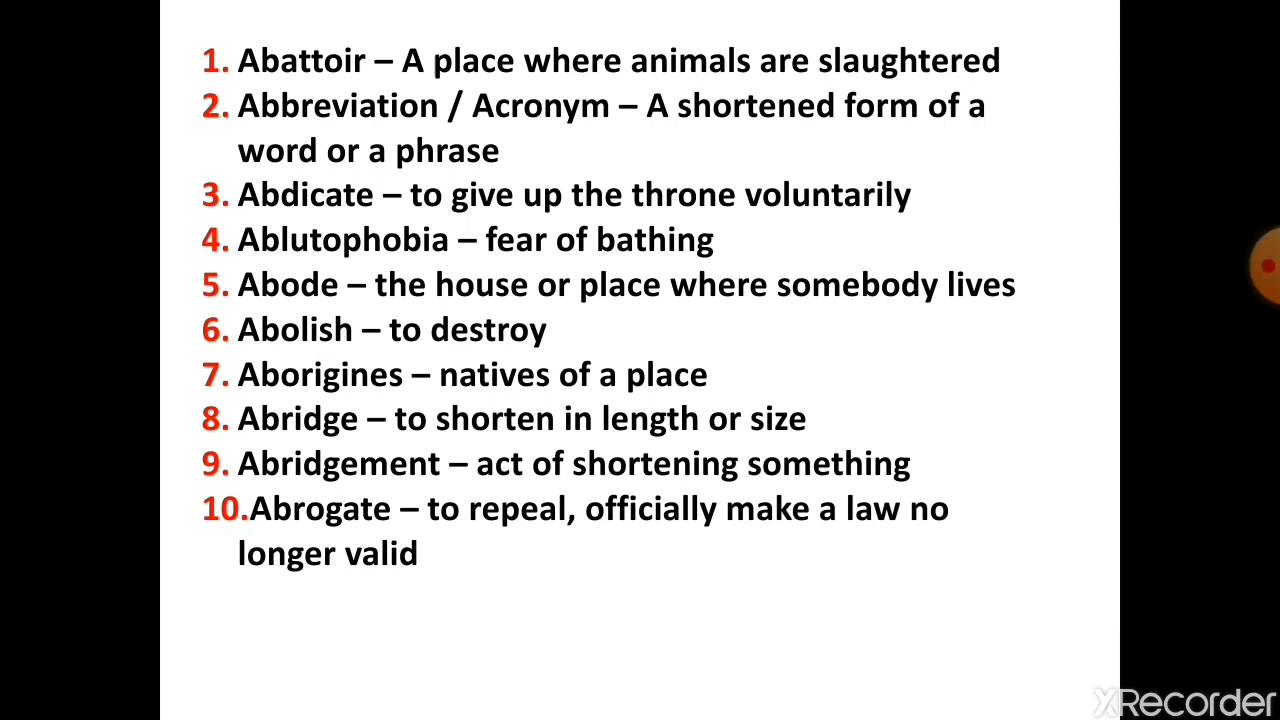 1. Abattoir – A place where animals are slaughtered
2. Abbreviation / Acronym – A shortened form of a
word or a phrase
3. Abdicate – to give up the throne voluntarily
4. Ablutophobia – fear of bathing
5. Abode – the house or place where somebody lives
6. Abolish – to destroy
7. Aborigines – natives of a place
8. Abridge – to shorten in length or size
9. Abridgement – act of shortening something
10.Abrogate – to repeal, officially make a law no
longer valid
XRecorder